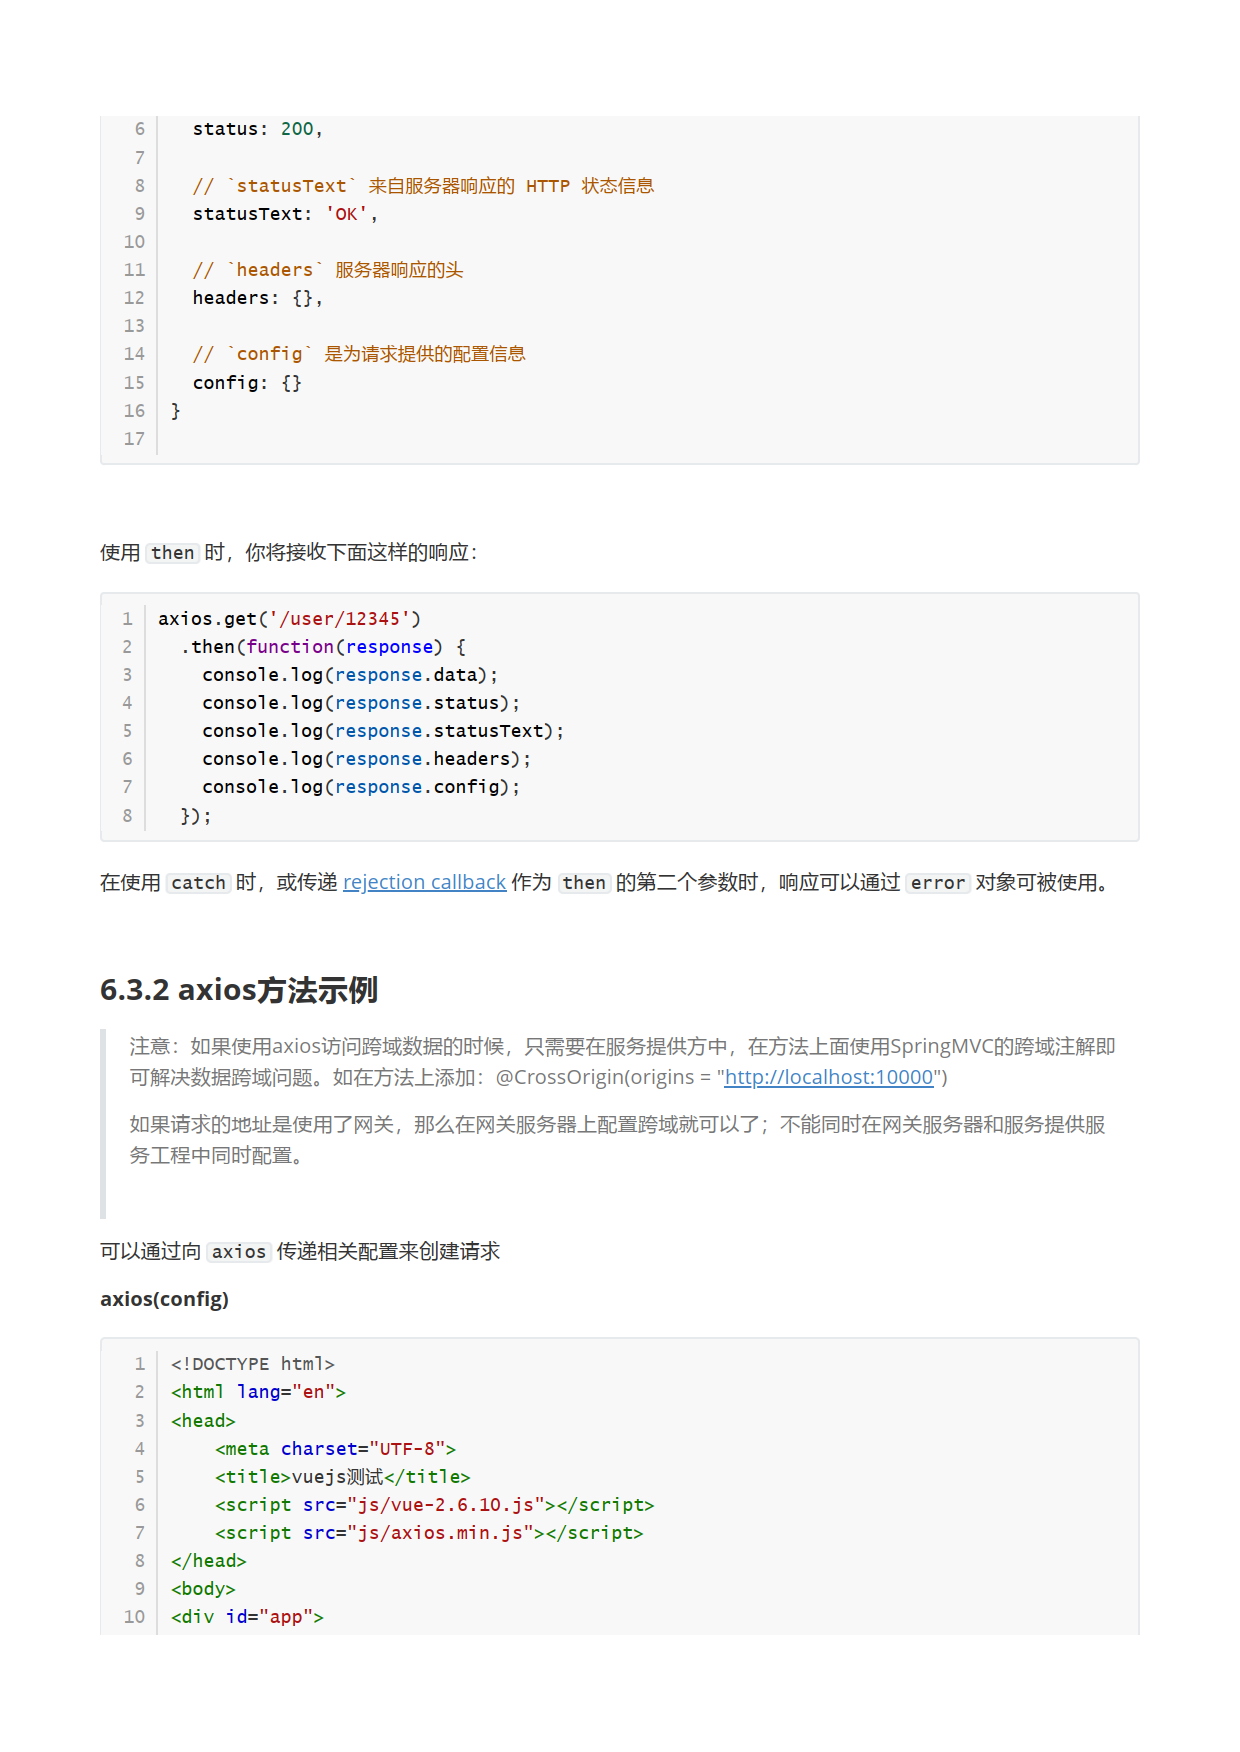 6 status: 200,
7
8 // `statusText` 来自服务器响应的 HTTP 状态信息
9 statusText: 'OK',
10
11 // `headers` 服务器响应的头
12 headers: {},
13
14 // `config` 是为请求提供的配置信息
15 config: {}
16 }
17
使用 then 时，你将接收下面这样的响应：
1 axios.get('/user/12345')
2 .then(function(response) {
3 console.log(response.data);
4 console.log(response.status);
5 console.log(response.statusText);
6 console.log(response.headers);
7 console.log(response.config);
8 });
在使用 catch 时，或传递 rejection callback 作为 then 的第二个参数时，响应可以通过 error 对象可被使用。
6.3.2 axios方法示例
注意：如果使用axios访问跨域数据的时候，只需要在服务提供方中，在方法上面使用SpringMVC的跨域注解即
可解决数据跨域问题。如在方法上添加：@CrossOrigin(origins = "http://localhost:10000")
如果请求的地址是使用了网关，那么在网关服务器上配置跨域就可以了；不能同时在网关服务器和服务提供服
务工程中同时配置。
可以通过向 axios 传递相关配置来创建请求
axios(config)
1 <!DOCTYPE html>
2 <html lang="en">
3 <head>
4 <meta charset="UTF-8">
5 <title>vuejs测试</title>
6 <script src="js/vue-2.6.10.js"></script>
7 <script src="js/axios.min.js"></script>
8 </head>
9 <body>
10 <div id="app">